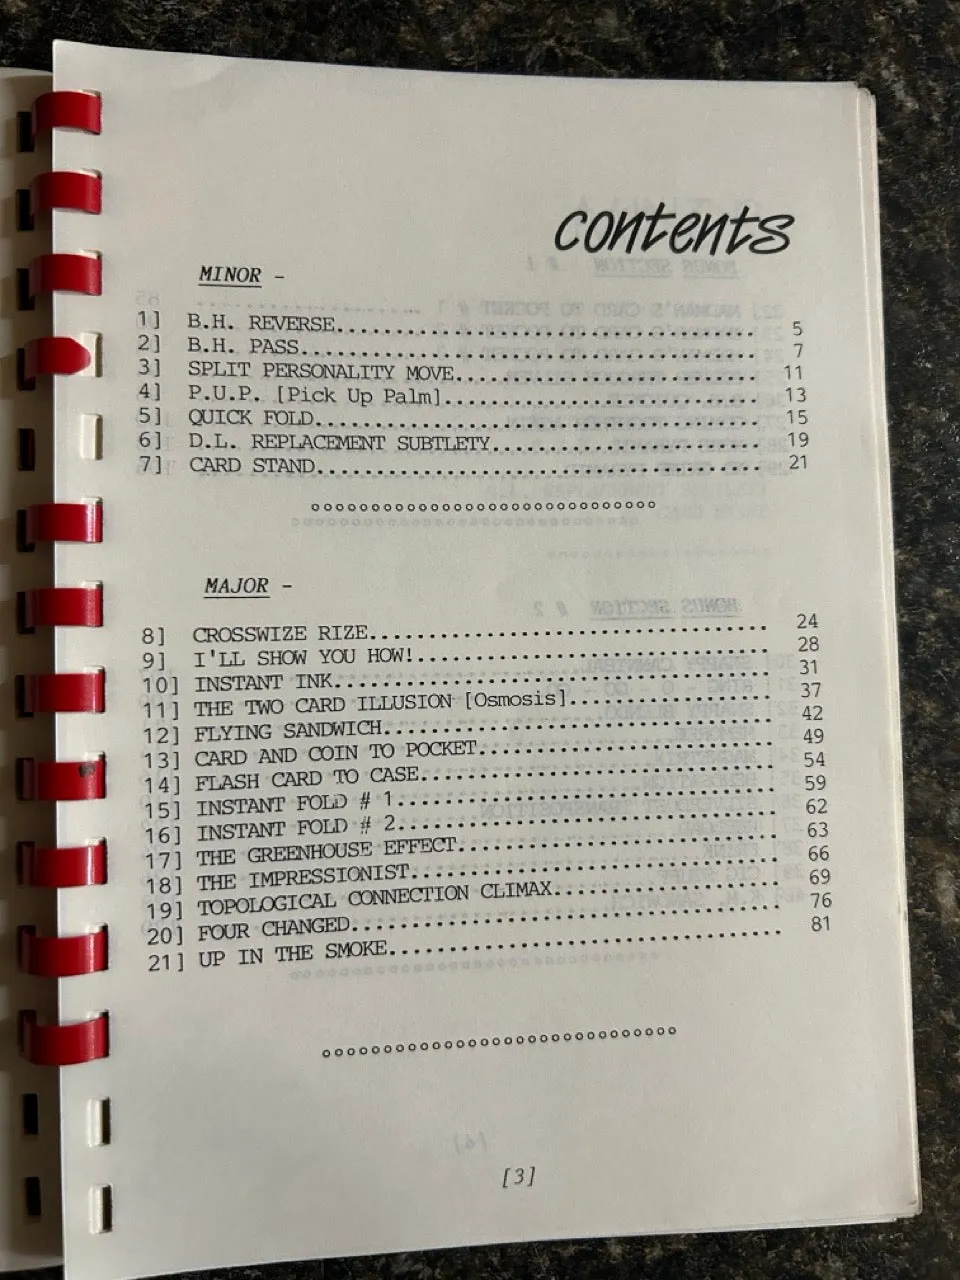 contents
MINOR -
1] B.H. REVERSE................................... 5
2] B.H. PASS...................................... 7
3] SPLIT PERSONALITY MOVE......................... 11
4] P.U.P. [Pick Up Palm].......................... 13
5] QUICK FOLD..................................... 15
6] D.L. REPLACEMENT SUBTLETY...................... 19
7] CARD STAND..................................... 21
ooooooooooooooooooooooooooooo
MAJOR -
8] CROSSWIZE RIZE................................. 24
9] I'LL SHOW YOU HOW!............................. 28
10] INSTANT INK................................... 31
11] THE TWO CARD ILLUSION [Osmosis]............... 37
12] FLYING SANDWICH............................... 42
13] CARD AND COIN TO POCKET....................... 49
14] FLASH CARD TO CASE............................ 54
15] INSTANT FOLD # 1.............................. 59
16] INSTANT FOLD # 2.............................. 62
17] THE GREENHOUSE EFFECT......................... 63
18] THE IMPRESSIONIST............................. 66
19] TOPOLOGICAL CONNECTION CLIMAX................. 69
20] FOUR CHANGED.................................. 76
21] UP IN THE SMOKE............................... 81
oooooooooooooooooooooooooooooo
[3]